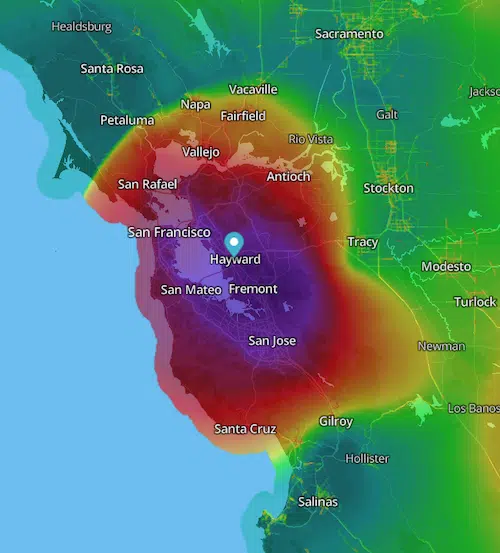 Healdsburg
Sacramento
Santa Rosa
Vacaville
Jacks
Napa
Petaluma
Fairfield
Galt
Rio Vista
Vallejo
Antioch
San Rafael
Stockton
San Francisco
Tracy
Hayward
Modesto
San Mateo
Fremont
Turlock
San Jose
Newman
Los Banos
Santa Cruz
Gilroy
Hollister
Salinas